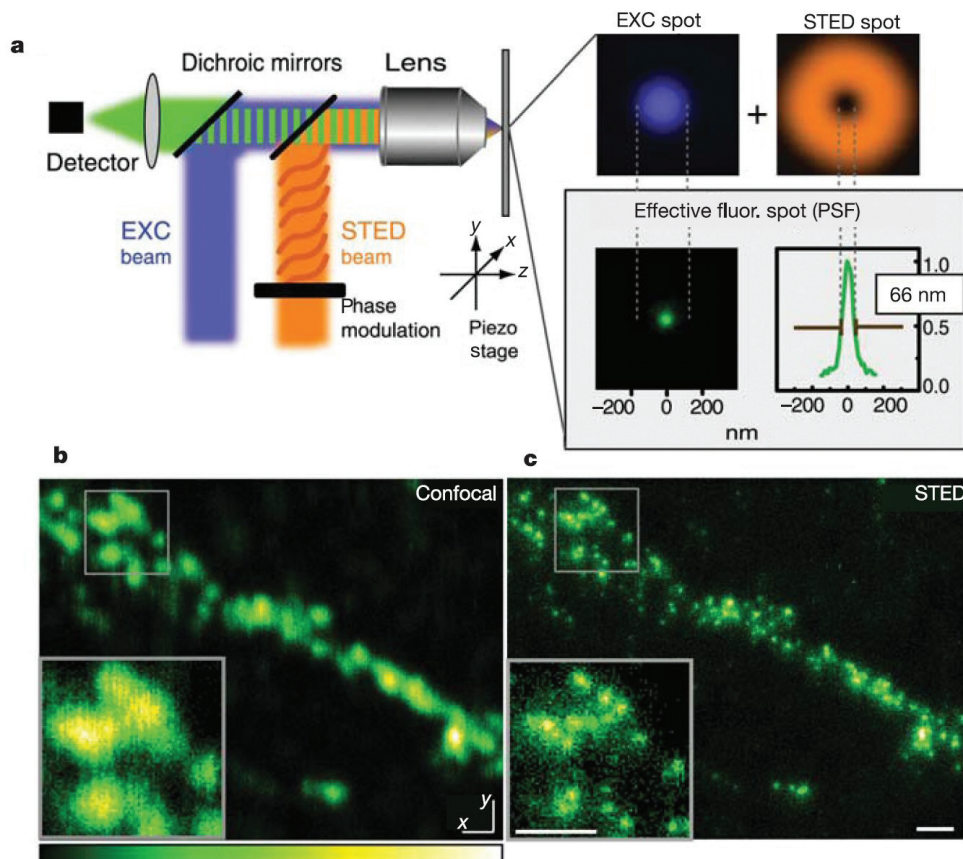 a
Dichroic mirrors
Lens
Detector
EXC
beam
STED
beam
Phase
modulation
y
x
z
Piezo
stage
EXC spot
STED spot
+
Effective fluor. spot (PSF)
1.0
66 nm
0.5
0.0
−200 0 200
−200 0 200
nm
b
Confocal
y
x
c
STED